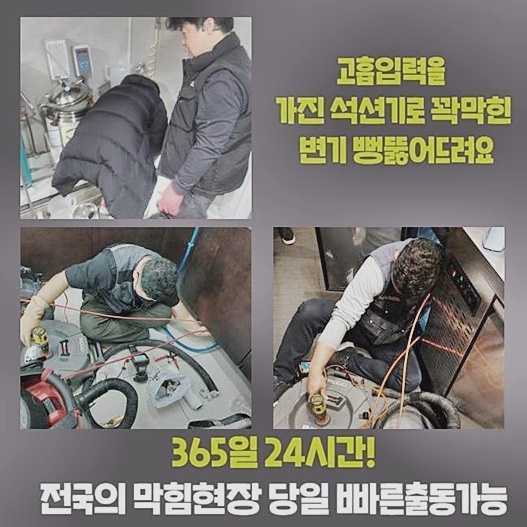 고흡입력을
가진 석션기로 꽉막힌
변기 뻥뚫어드려요
365일 24시간!
전국의 막힘현장 당일 빠른출동가능